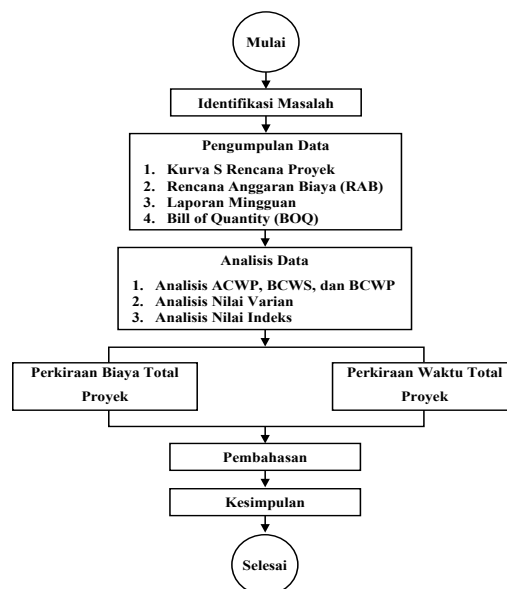 Mulai
Identifikasi Masalah
Pengumpulan Data
1. Kurva S Rencana Proyek
2. Rencana Anggaran Biaya (RAB)
3. Laporan Mingguan
4. Bill of Quantity (BOQ)
Analisis Data
1. Analisis ACWP, BCWS, dan BCWP
2. Analisis Nilai Varian
3. Analisis Nilai Indeks
Perkiraan Biaya Total
Proyek
Perkiraan Waktu Total
Proyek
Pembahasan
Kesimpulan
Selesai